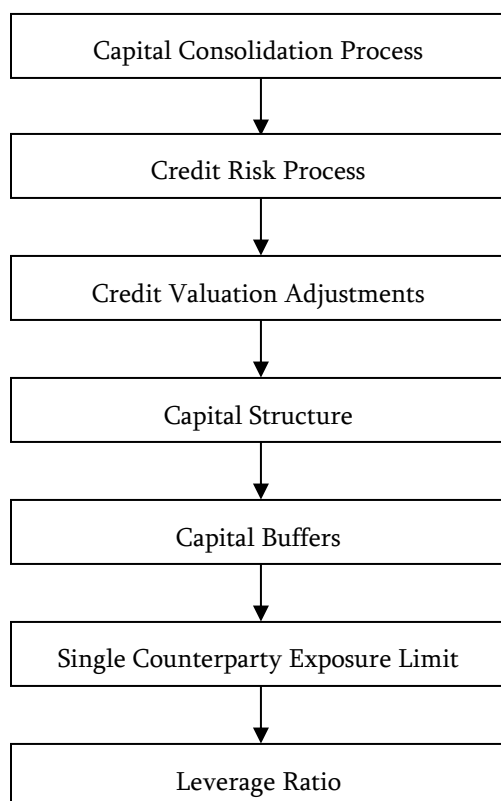 Capital Consolidation Process
Credit Risk Process
Credit Valuation Adjustments
Capital Structure
Capital Buffers
Single Counterparty Exposure Limit
Leverage Ratio